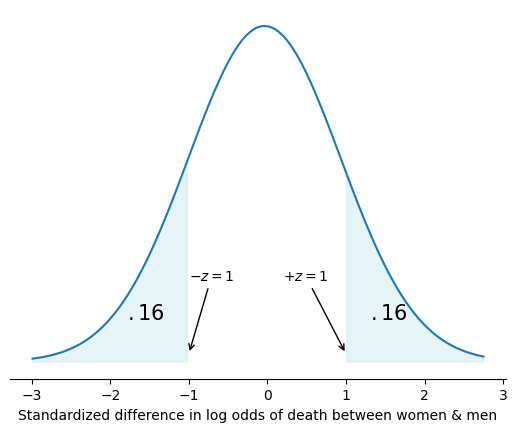 −z = 1
+z = 1
.16
.16
−3 −2 −1 0 1 2 3
Standardized difference in log odds of death between women & men